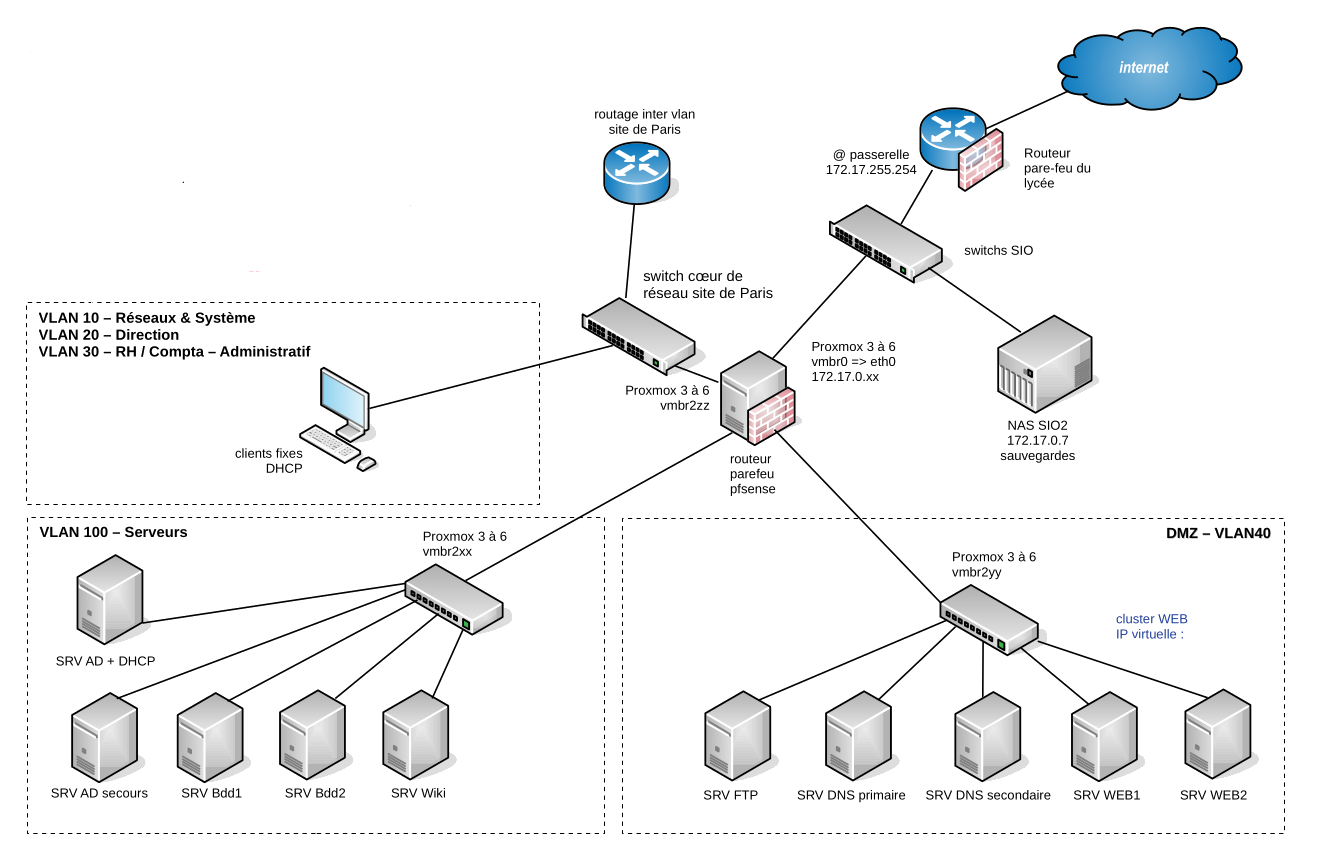 internet
routage inter vlan
site de Paris
@ passerelle
172.17.255.254
Routeur
pare-feu du
lycée
switchs SIO
switch cœur de
réseau site de Paris
VLAN 10 – Réseaux & Système
VLAN 20 – Direction
VLAN 30 – RH / Compta – Administratif
Proxmox 3 à 6
vmbr0 => eth0
172.17.0.xx
Proxmox 3 à 6
vmbr2zz
clients fixes
DHCP
NAS SIO2
172.17.0.7
sauvegardes
routeur
parefeu
pfsense
VLAN 100 – Serveurs
Proxmox 3 à 6
vmbr2xx
SRV AD + DHCP
SRV AD secours
SRV Bdd1
SRV Bdd2
SRV Wiki
DMZ – VLAN40
Proxmox 3 à 6
vmbr2yy
cluster WEB
IP virtuelle :
SRV FTP
SRV DNS primaire
SRV DNS secondaire
SRV WEB1
SRV WEB2